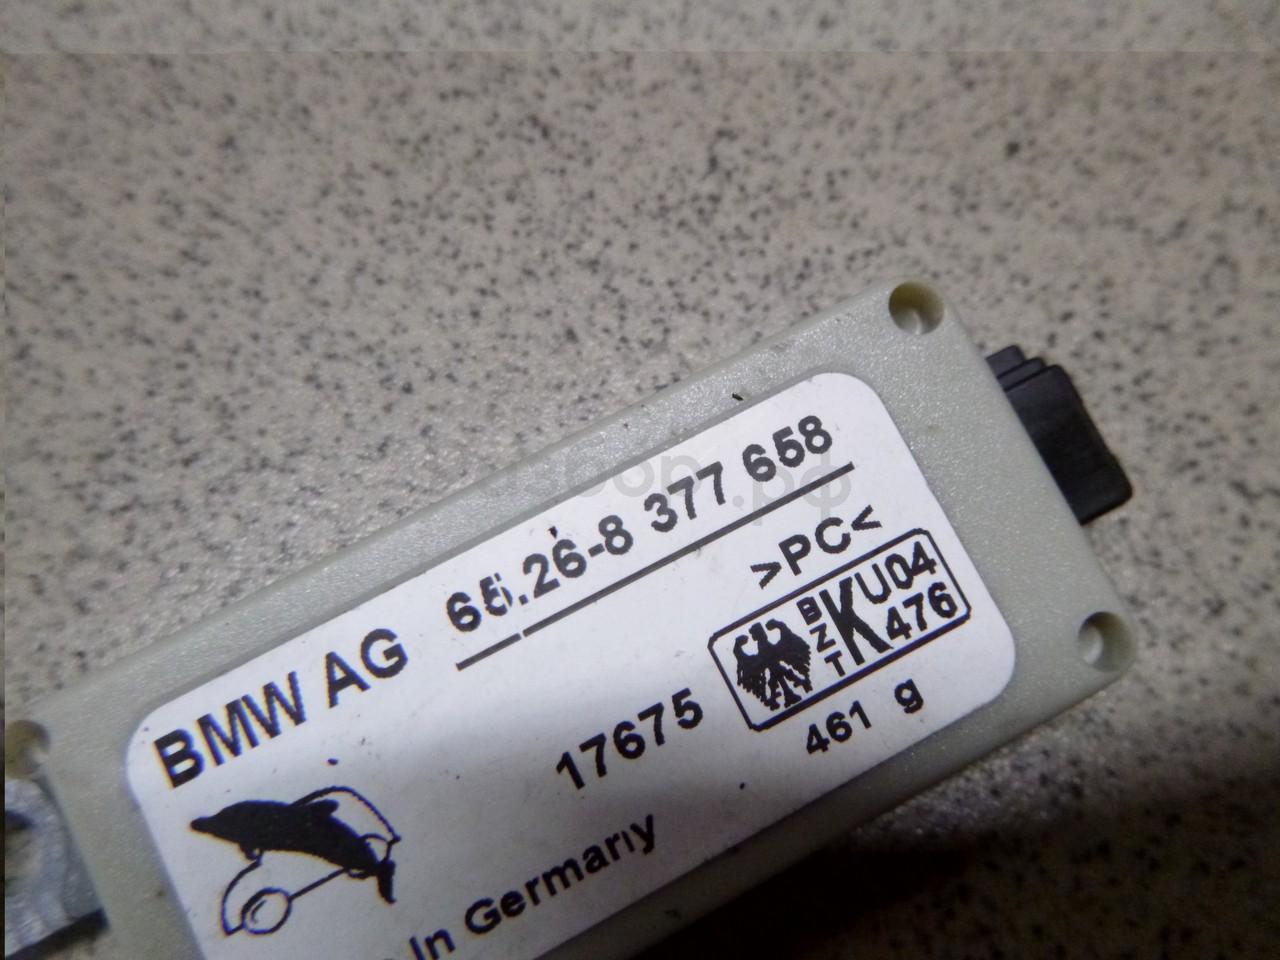 BMW AG 65.26-8 377 658
>PC<
BZT K U04 476
17675
461 g
In Germany